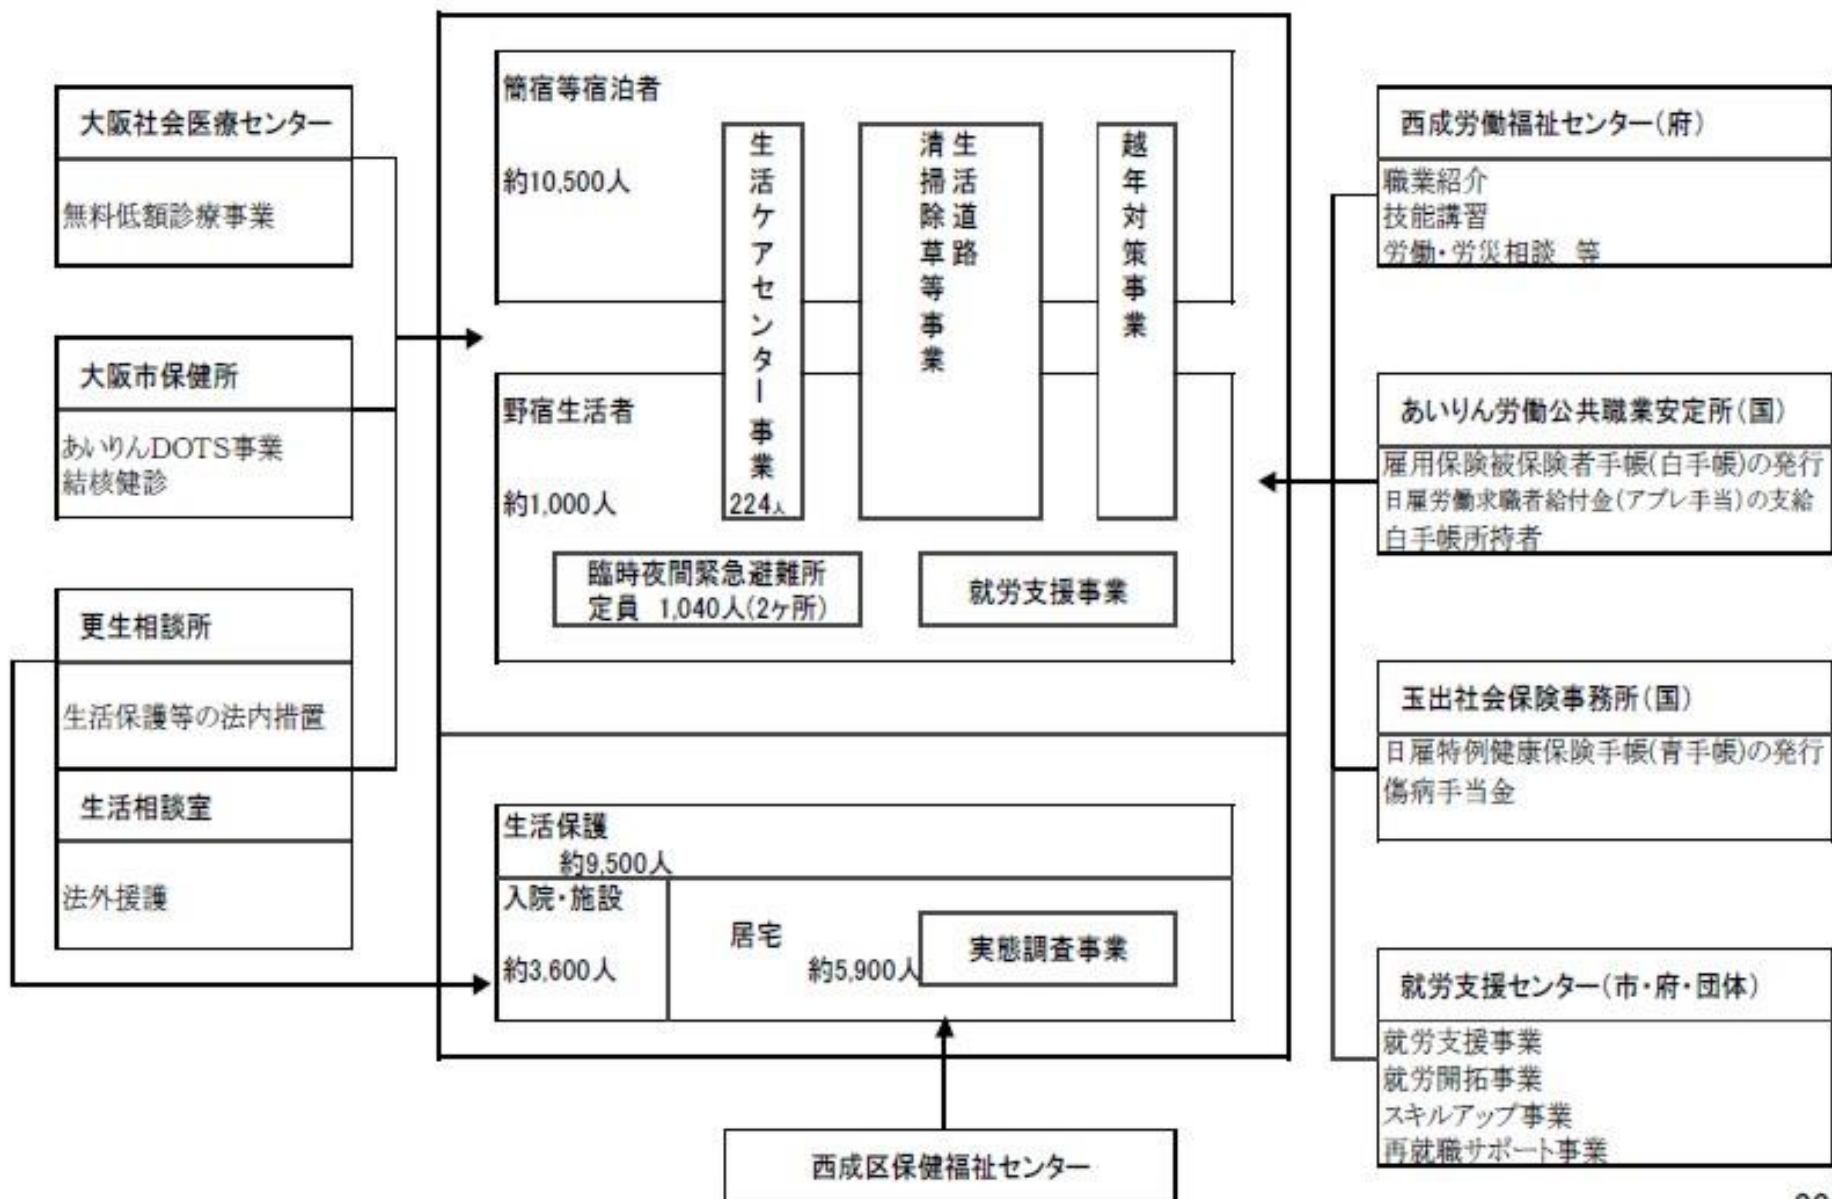 大阪社会医療センター
無料低額診療事業
大阪市保健所
あいりんDOTS事業
結核健診
更生相談所
生活保護等の法内措置
生活相談室
法外援護
簡宿等宿泊者
約10,500人
野宿生活者
約1,000人
生活ケアセンター事業
224人
生活道路
清掃除草等事業
越年対策事業
臨時夜間緊急避難所
定員 1,040人(2ヶ所)
就労支援事業
生活保護
約9,500人
入院・施設
約3,600人
居宅
約5,900人
実態調査事業
西成区保健福祉センター
西成労働福祉センター(府)
職業紹介
技能講習
労働・労災相談 等
あいりん労働公共職業安定所(国)
雇用保険被保険者手帳(白手帳)の発行
日雇労働求職者給付金(アブレ手当)の支給
白手帳所持者
玉出社会保険事務所(国)
日雇特例健康保険手帳(青手帳)の発行
傷病手当金
就労支援センター(市・府・団体)
就労支援事業
就労開拓事業
スキルアップ事業
再就職サポート事業